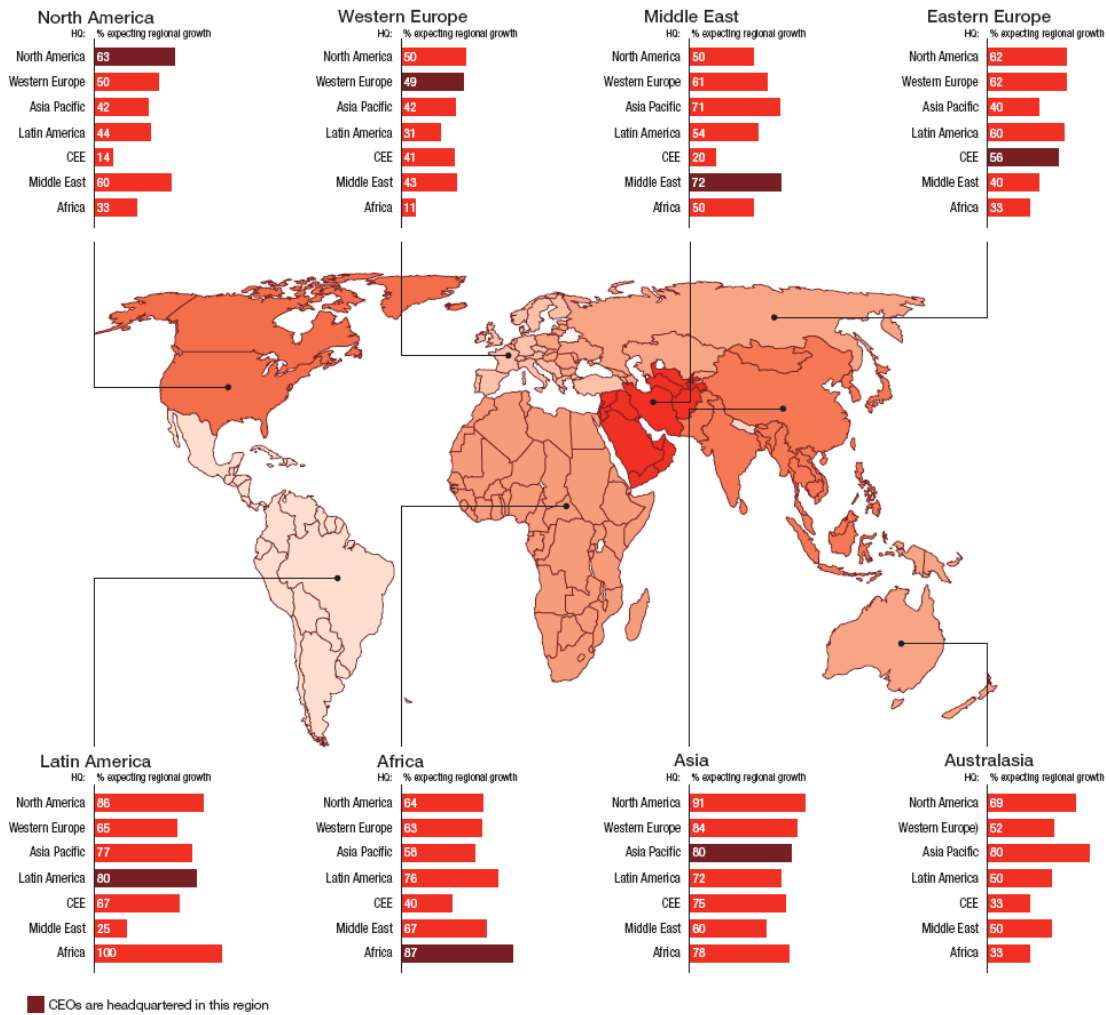 North America
HQ: % expecting regional growth
North America 63
Western Europe 50
Asia Pacific 42
Latin America 44
CEE 14
Middle East 60
Africa 33
Western Europe
HQ: % expecting regional growth
North America 50
Western Europe 49
Asia Pacific 42
Latin America 31
CEE 41
Middle East 43
Africa 11
Middle East
HQ: % expecting regional growth
North America 50
Western Europe 61
Asia Pacific 71
Latin America 54
CEE 20
Middle East 72
Africa 50
Eastern Europe
HQ: % expecting regional growth
North America 62
Western Europe 62
Asia Pacific 40
Latin America 60
CEE 56
Middle East 40
Africa 33
Latin America
HQ: % expecting regional growth
North America 86
Western Europe 65
Asia Pacific 77
Latin America 80
CEE 67
Middle East 25
Africa 100
Africa
HQ: % expecting regional growth
North America 64
Western Europe 63
Asia Pacific 58
Latin America 76
CEE 40
Middle East 67
Africa 87
Asia
HQ: % expecting regional growth
North America 91
Western Europe 84
Asia Pacific 80
Latin America 72
CEE 75
Middle East 60
Africa 78
Australasia
HQ: % expecting regional growth
North America 69
Western Europe) 52
Asia Pacific 80
Latin America 50
CEE 33
Middle East 50
Africa 33
CEOs are headquartered in this region